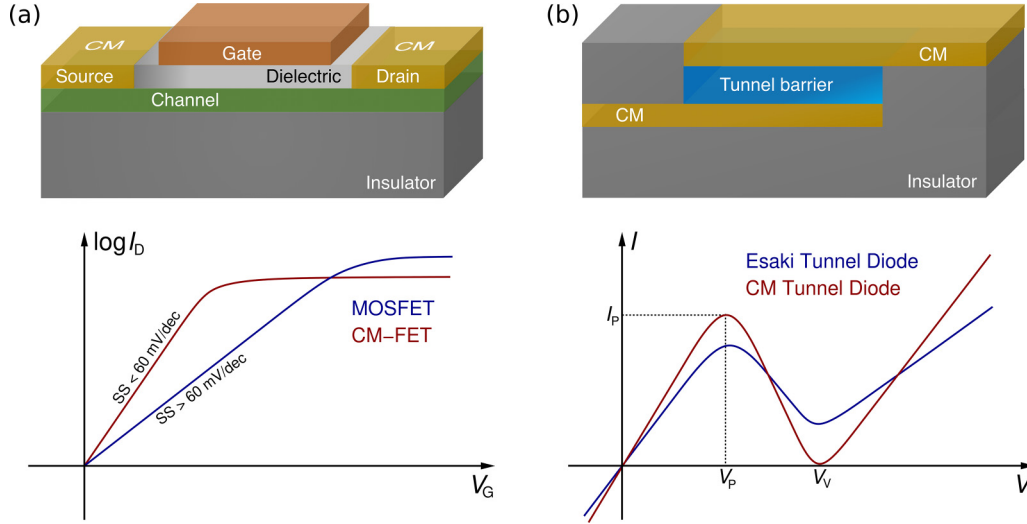 (a)
CM
CM
Gate
Source
Dielectric
Drain
Channel
Insulator
log I_D
MOSFET
CM-FET
SS < 60 mV/dec
SS > 60 mV/dec
V_G
(b)
CM
Tunnel barrier
CM
Insulator
I
Esaki Tunnel Diode
CM Tunnel Diode
I_P
V_P
V_V
V